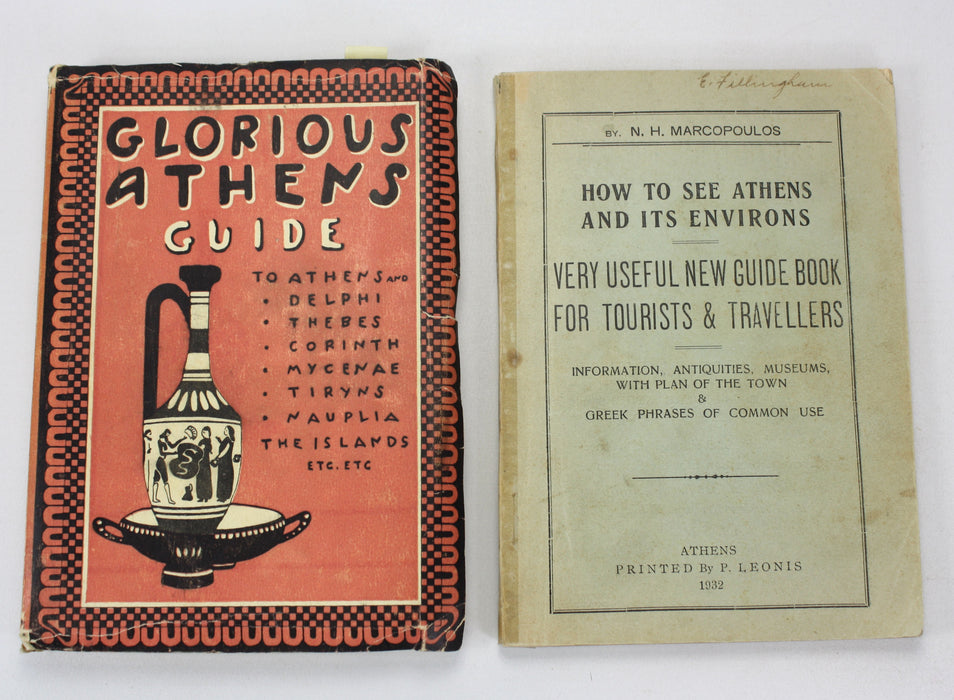 GLORIOUS
ATHENS
GUIDE
TO ATHENS AND
• DELPHI
• THEBES
• CORINTH
• MYCENAE
• TIRYNS
• NAUPLIA
THE ISLANDS
ETC. ETC
E. Fillingham
BY. N. H. MARCOPOULOS
HOW TO SEE ATHENS
AND ITS ENVIRONS
VERY USEFUL NEW GUIDE BOOK
FOR TOURISTS & TRAVELLERS
INFORMATION, ANTIQUITIES, MUSEUMS,
WITH PLAN OF THE TOWN
&
GREEK PHRASES OF COMMON USE
ATHENS
PRINTED By P. LEONIS
1932